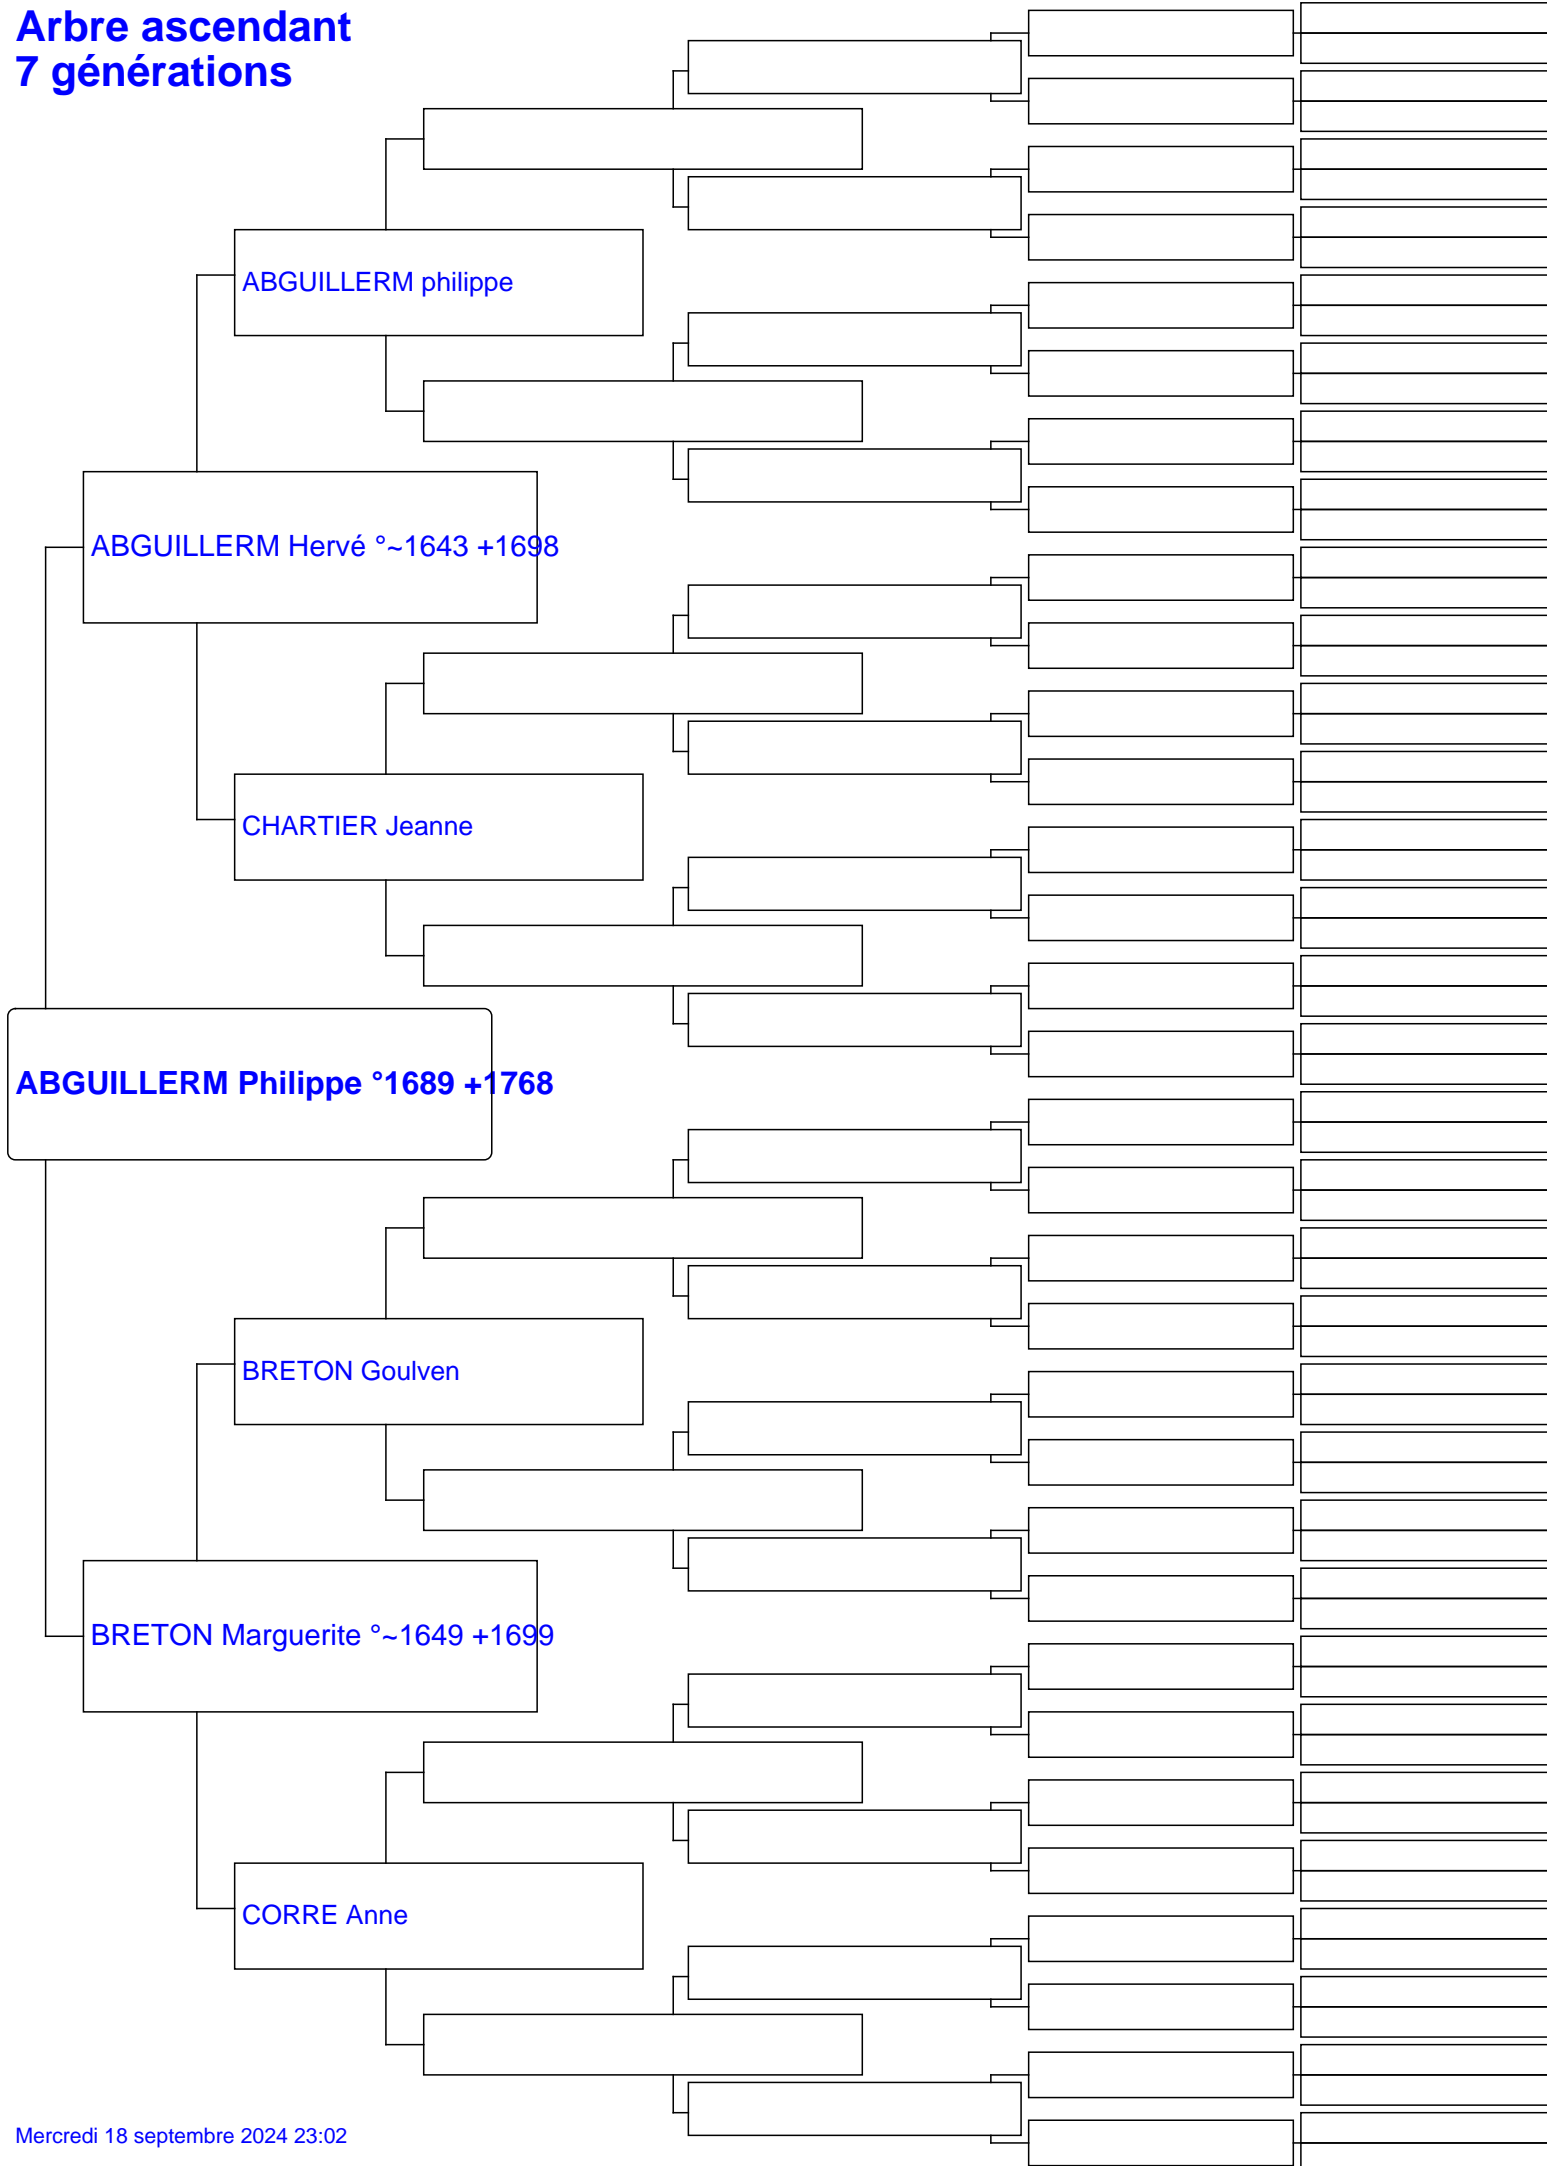 Arbre ascendant
7 générations
ABGUILLERM philippe
ABGUILLERM Hervé °~1643 +1698
CHARTIER Jeanne
ABGUILLERM Philippe °1689 +1768
BRETON Goulven
BRETON Marguerite °~1649 +1699
CORRE Anne
Mercredi 18 septembre 2024 23:02